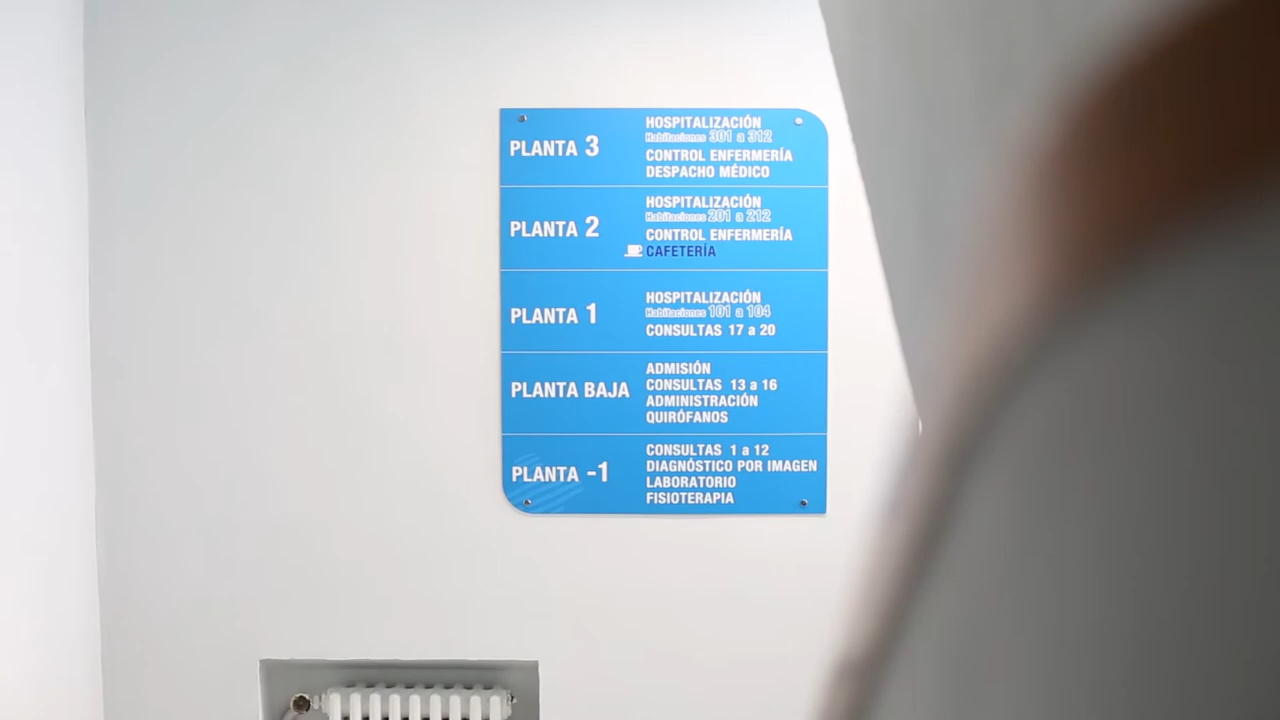 PLANTA 3
HOSPITALIZACIÓN
Habitaciones 301 a 312
CONTROL ENFERMERÍA
DESPACHO MÉDICO
PLANTA 2
HOSPITALIZACIÓN
Habitaciones 201 a 212
CONTROL ENFERMERÍA
CAFETERÍA
PLANTA 1
HOSPITALIZACIÓN
Habitaciones 101 a 104
CONSULTAS 17 a 20
PLANTA BAJA
ADMISIÓN
CONSULTAS 13 a 16
ADMINISTRACIÓN
QUIRÓFANOS
PLANTA -1
CONSULTAS 1 a 12
DIAGNÓSTICO POR IMAGEN
LABORATORIO
FISIOTERAPIA